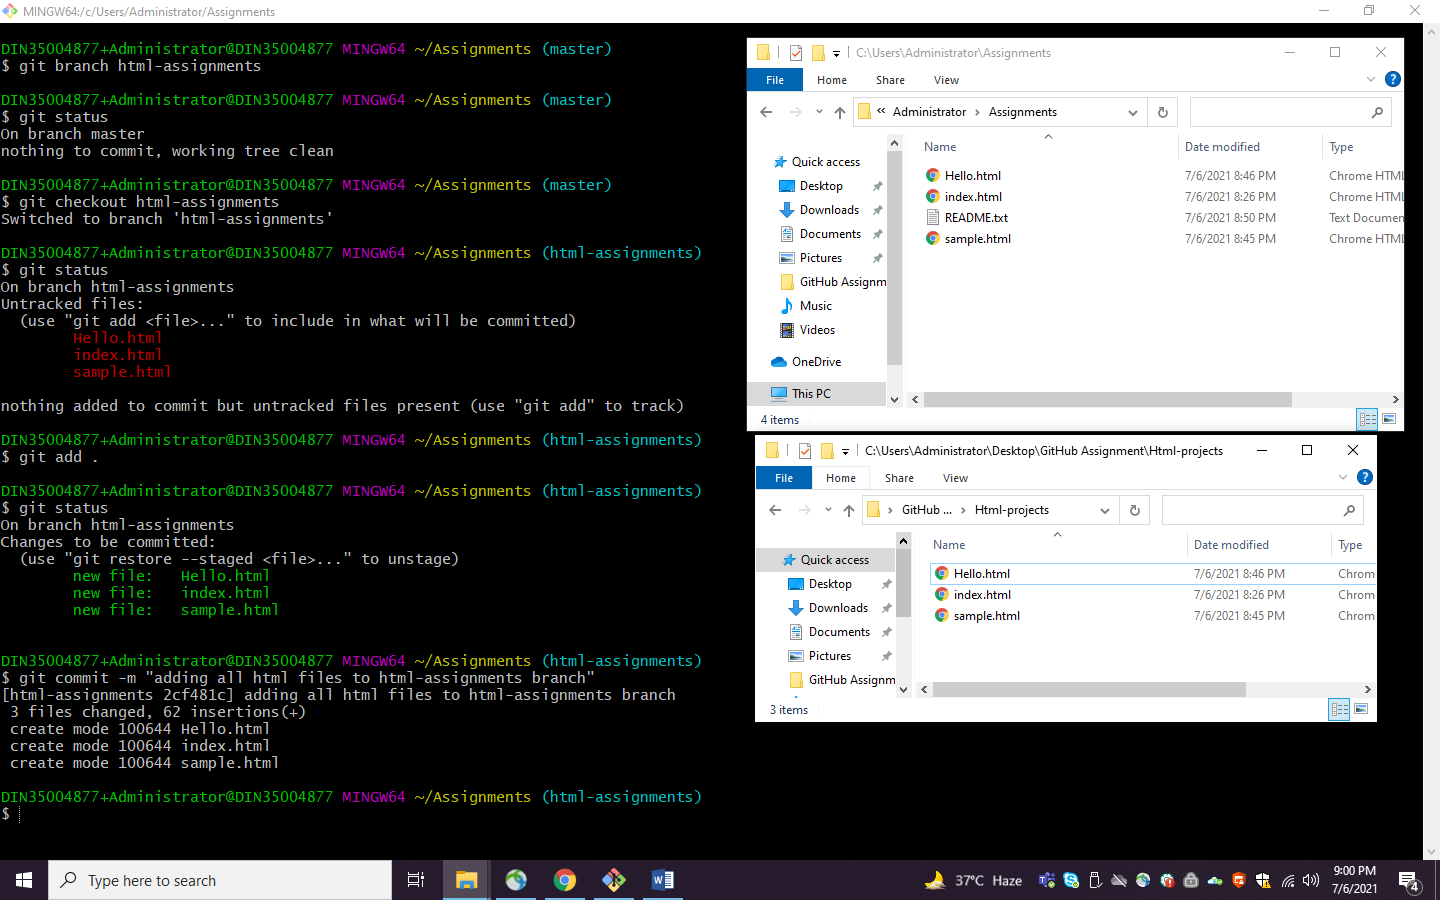 MINGW64:/c/Users/Administrator/Assignments
DIN35004877+Administrator@DIN35004877 MINGW64 ~/Assignments (master)
$ git branch html-assignments
DIN35004877+Administrator@DIN35004877 MINGW64 ~/Assignments (master)
$ git status
On branch master
nothing to commit, working tree clean
DIN35004877+Administrator@DIN35004877 MINGW64 ~/Assignments (master)
$ git checkout html-assignments
Switched to branch 'html-assignments'
DIN35004877+Administrator@DIN35004877 MINGW64 ~/Assignments (html-assignments)
$ git status
On branch html-assignments
Untracked files:
  (use "git add <file>..." to include in what will be committed)
        Hello.html
        index.html
        sample.html
nothing added to commit but untracked files present (use "git add" to track)
DIN35004877+Administrator@DIN35004877 MINGW64 ~/Assignments (html-assignments)
$ git add .
DIN35004877+Administrator@DIN35004877 MINGW64 ~/Assignments (html-assignments)
$ git status
On branch html-assignments
Changes to be committed:
  (use "git restore --staged <file>..." to unstage)
        new file:   Hello.html
        new file:   index.html
        new file:   sample.html
DIN35004877+Administrator@DIN35004877 MINGW64 ~/Assignments (html-assignments)
$ git commit -m "adding all html files to html-assignments branch"
[html-assignments 2cf481c] adding all html files to html-assignments branch
 3 files changed, 62 insertions(+)
 create mode 100644 Hello.html
 create mode 100644 index.html
 create mode 100644 sample.html
DIN35004877+Administrator@DIN35004877 MINGW64 ~/Assignments (html-assignments)
$
C:\Users\Administrator\Assignments
File Home Share View
« Administrator › Assignments
Name Date modified Type
Quick access
Desktop
Downloads
Documents
Pictures
GitHub Assignm
Music
Videos
OneDrive
This PC
Hello.html 7/6/2021 8:46 PM Chrome HTML
index.html 7/6/2021 8:26 PM Chrome HTML
README.txt 7/6/2021 8:50 PM Text Documen
sample.html 7/6/2021 8:45 PM Chrome HTML
4 items
C:\Users\Administrator\Desktop\GitHub Assignment\Html-projects
File Home Share View
› GitHub ... › Html-projects
Name Date modified Type
Quick access
Desktop
Downloads
Documents
Pictures
GitHub Assignm
Hello.html 7/6/2021 8:46 PM Chrom
index.html 7/6/2021 8:26 PM Chrom
sample.html 7/6/2021 8:45 PM Chrom
3 items
Type here to search
37°C Haze
9:00 PM
7/6/2021
4